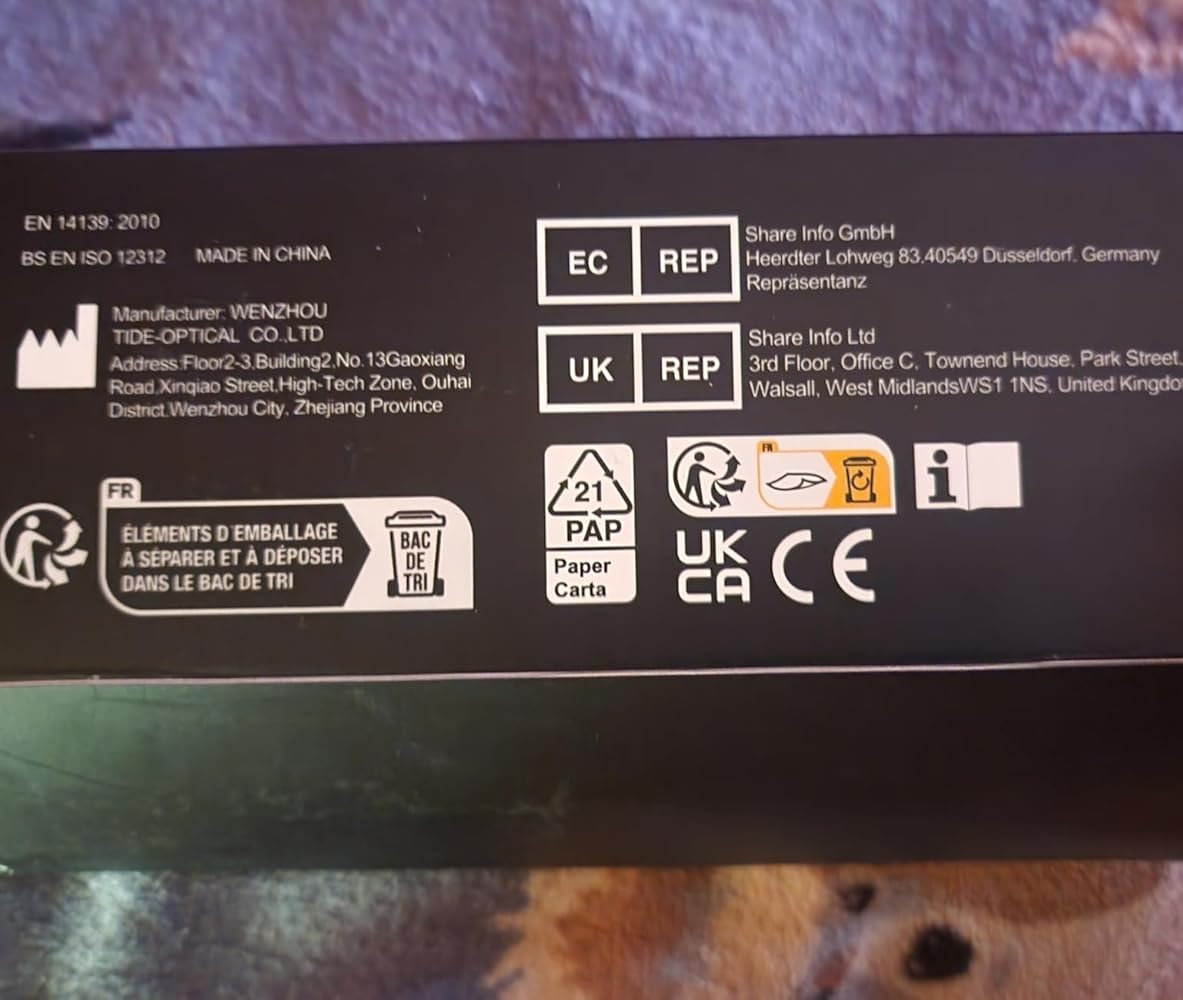 EN 14139: 2010
BS EN ISO 12312 MADE IN CHINA
Manufacturer: WENZHOU
TIDE-OPTICAL CO.,LTD
Address:Floor2-3,Building2,No.13Gaoxiang
Road,Xinqiao Street,High-Tech Zone, Ouhai
District,Wenzhou City, Zhejiang Province
EC REP
Share Info GmbH
Heerdter Lohweg 83,40549 Düsseldorf, Germany
Repräsentanz
UK REP
Share Info Ltd
3rd Floor, Office C, Townend House, Park Street,
Walsall, West MidlandsWS1 1NS, United Kingdo
FR
ÉLÉMENTS D'EMBALLAGE
À SÉPARER ET À DÉPOSER
DANS LE BAC DE TRI
BAC
DE
TRI
21
PAP
Paper
Carta
FR
i
UK
CA
CE